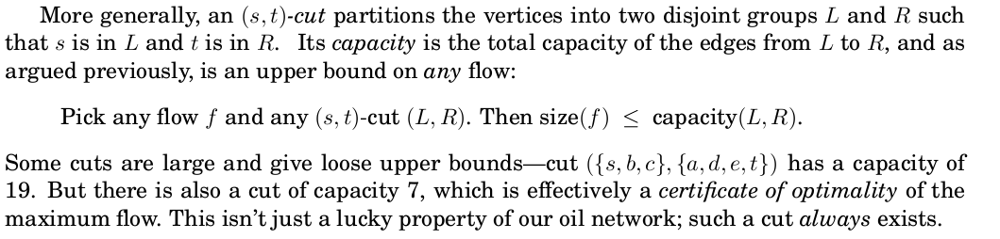 More generally, an (s, t)-cut partitions the vertices into two disjoint groups L and R such
that s is in L and t is in R. Its capacity is the total capacity of the edges from L to R, and as
argued previously, is an upper bound on any flow:
Pick any flow f and any (s, t)-cut (L, R). Then size(f) ≤ capacity(L, R).
Some cuts are large and give loose upper bounds—cut ({s, b, c}, {a, d, e, t}) has a capacity of
19. But there is also a cut of capacity 7, which is effectively a certificate of optimality of the
maximum flow. This isn't just a lucky property of our oil network; such a cut always exists.